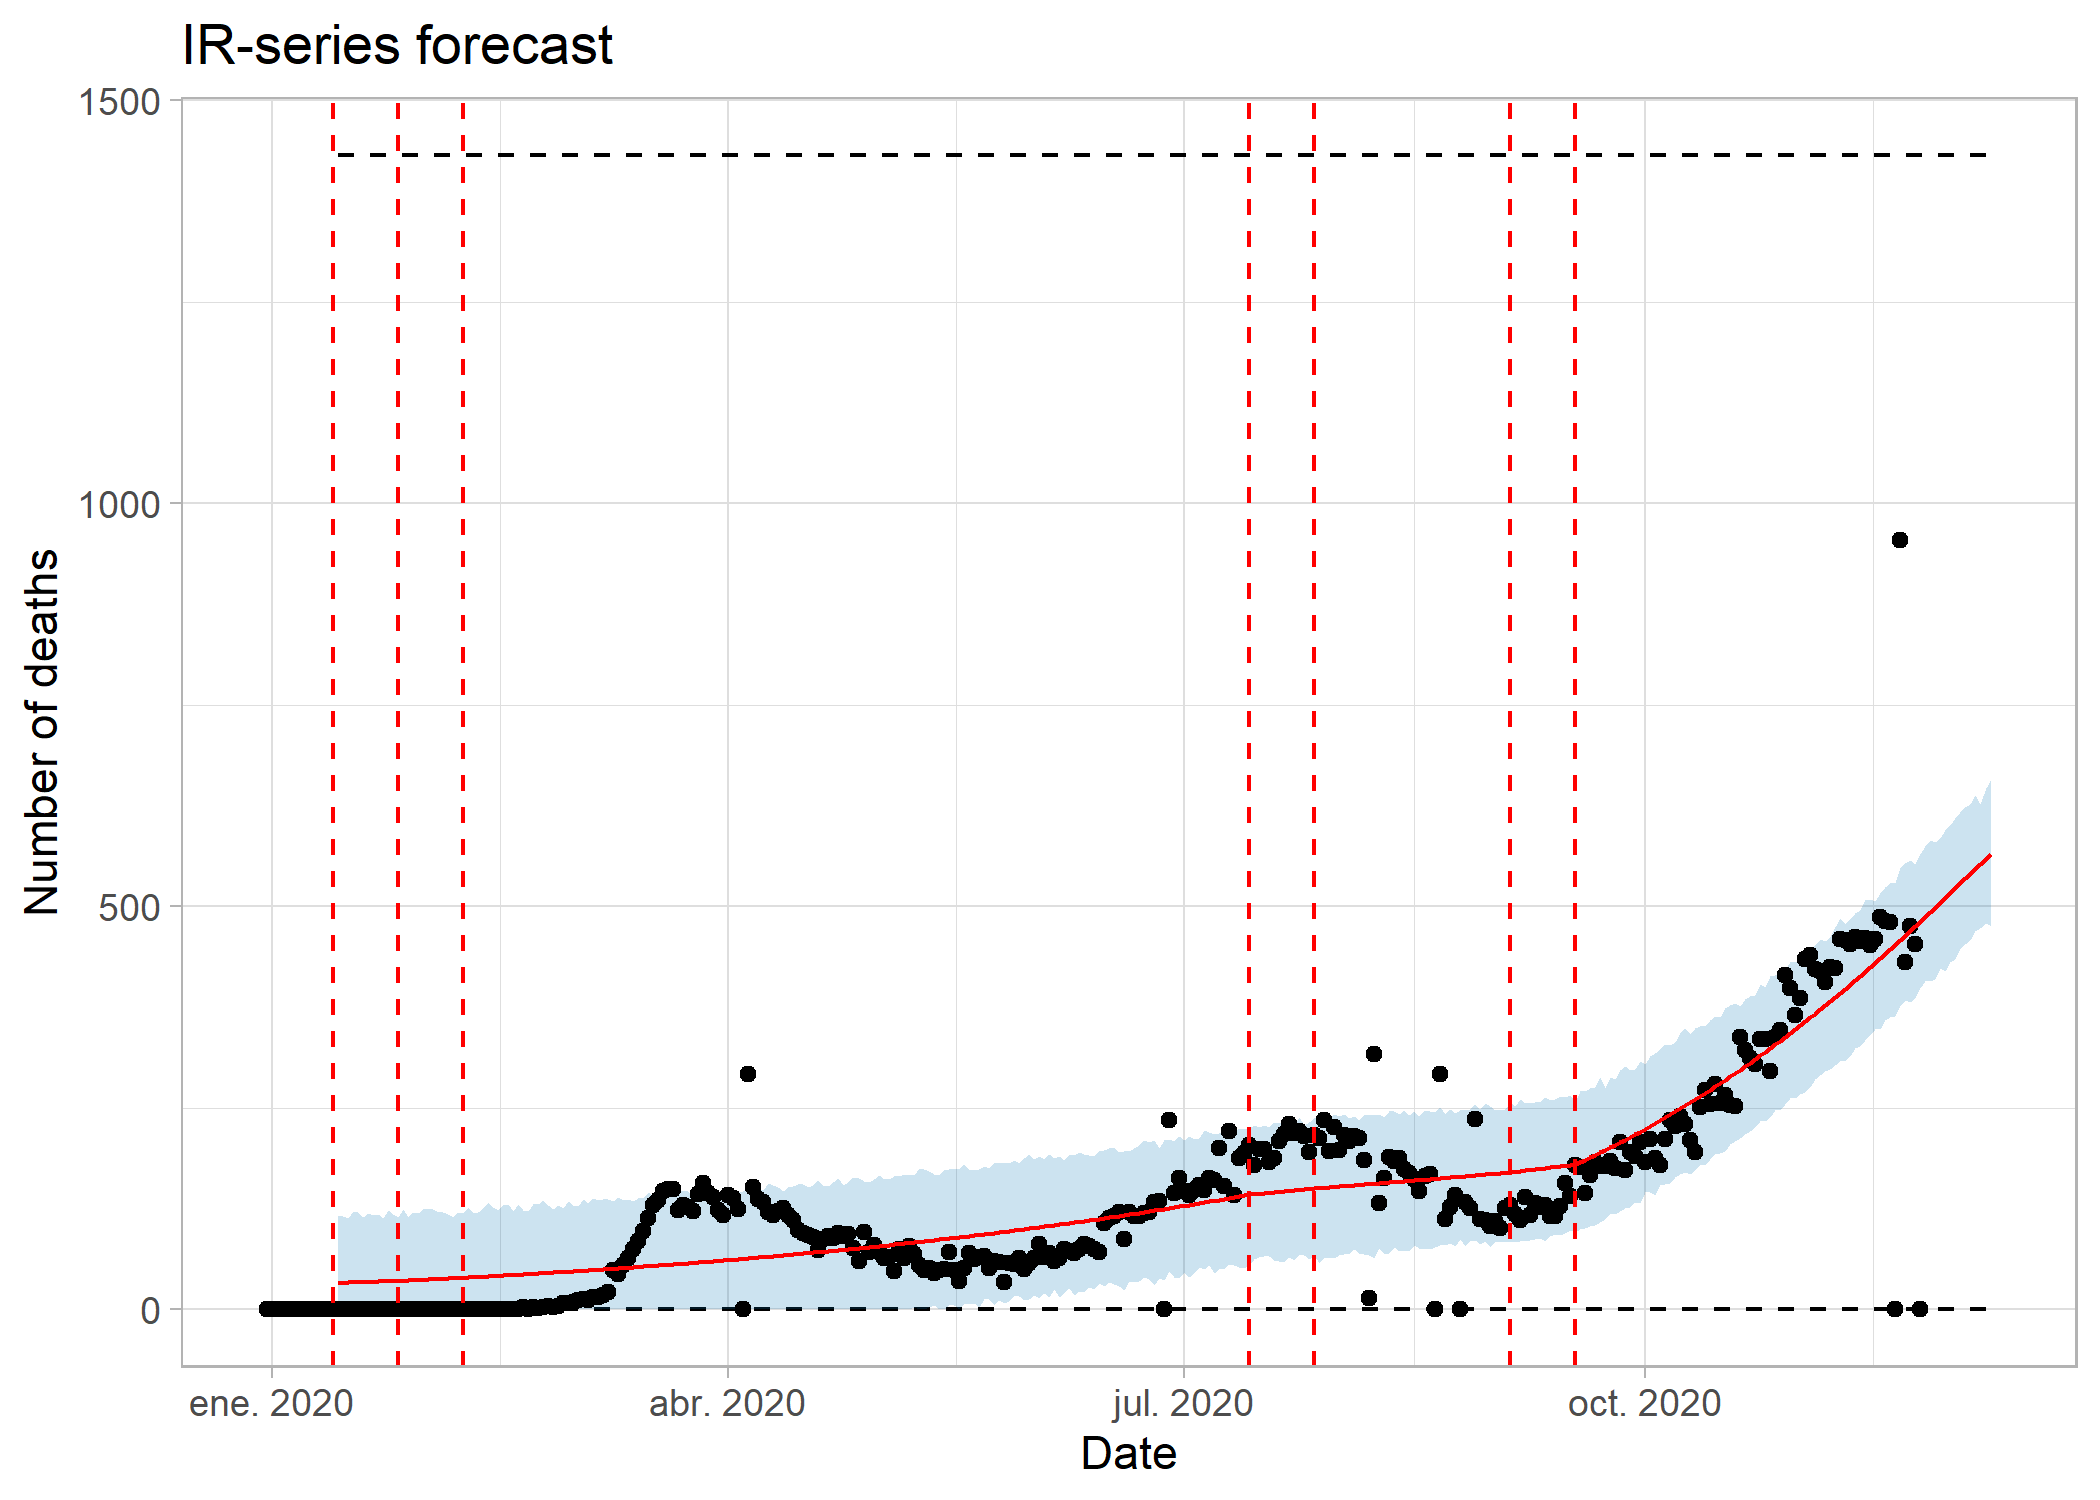 IR-series forecast
1500
1000
500
0
Number of deaths
ene. 2020
abr. 2020
jul. 2020
oct. 2020
Date